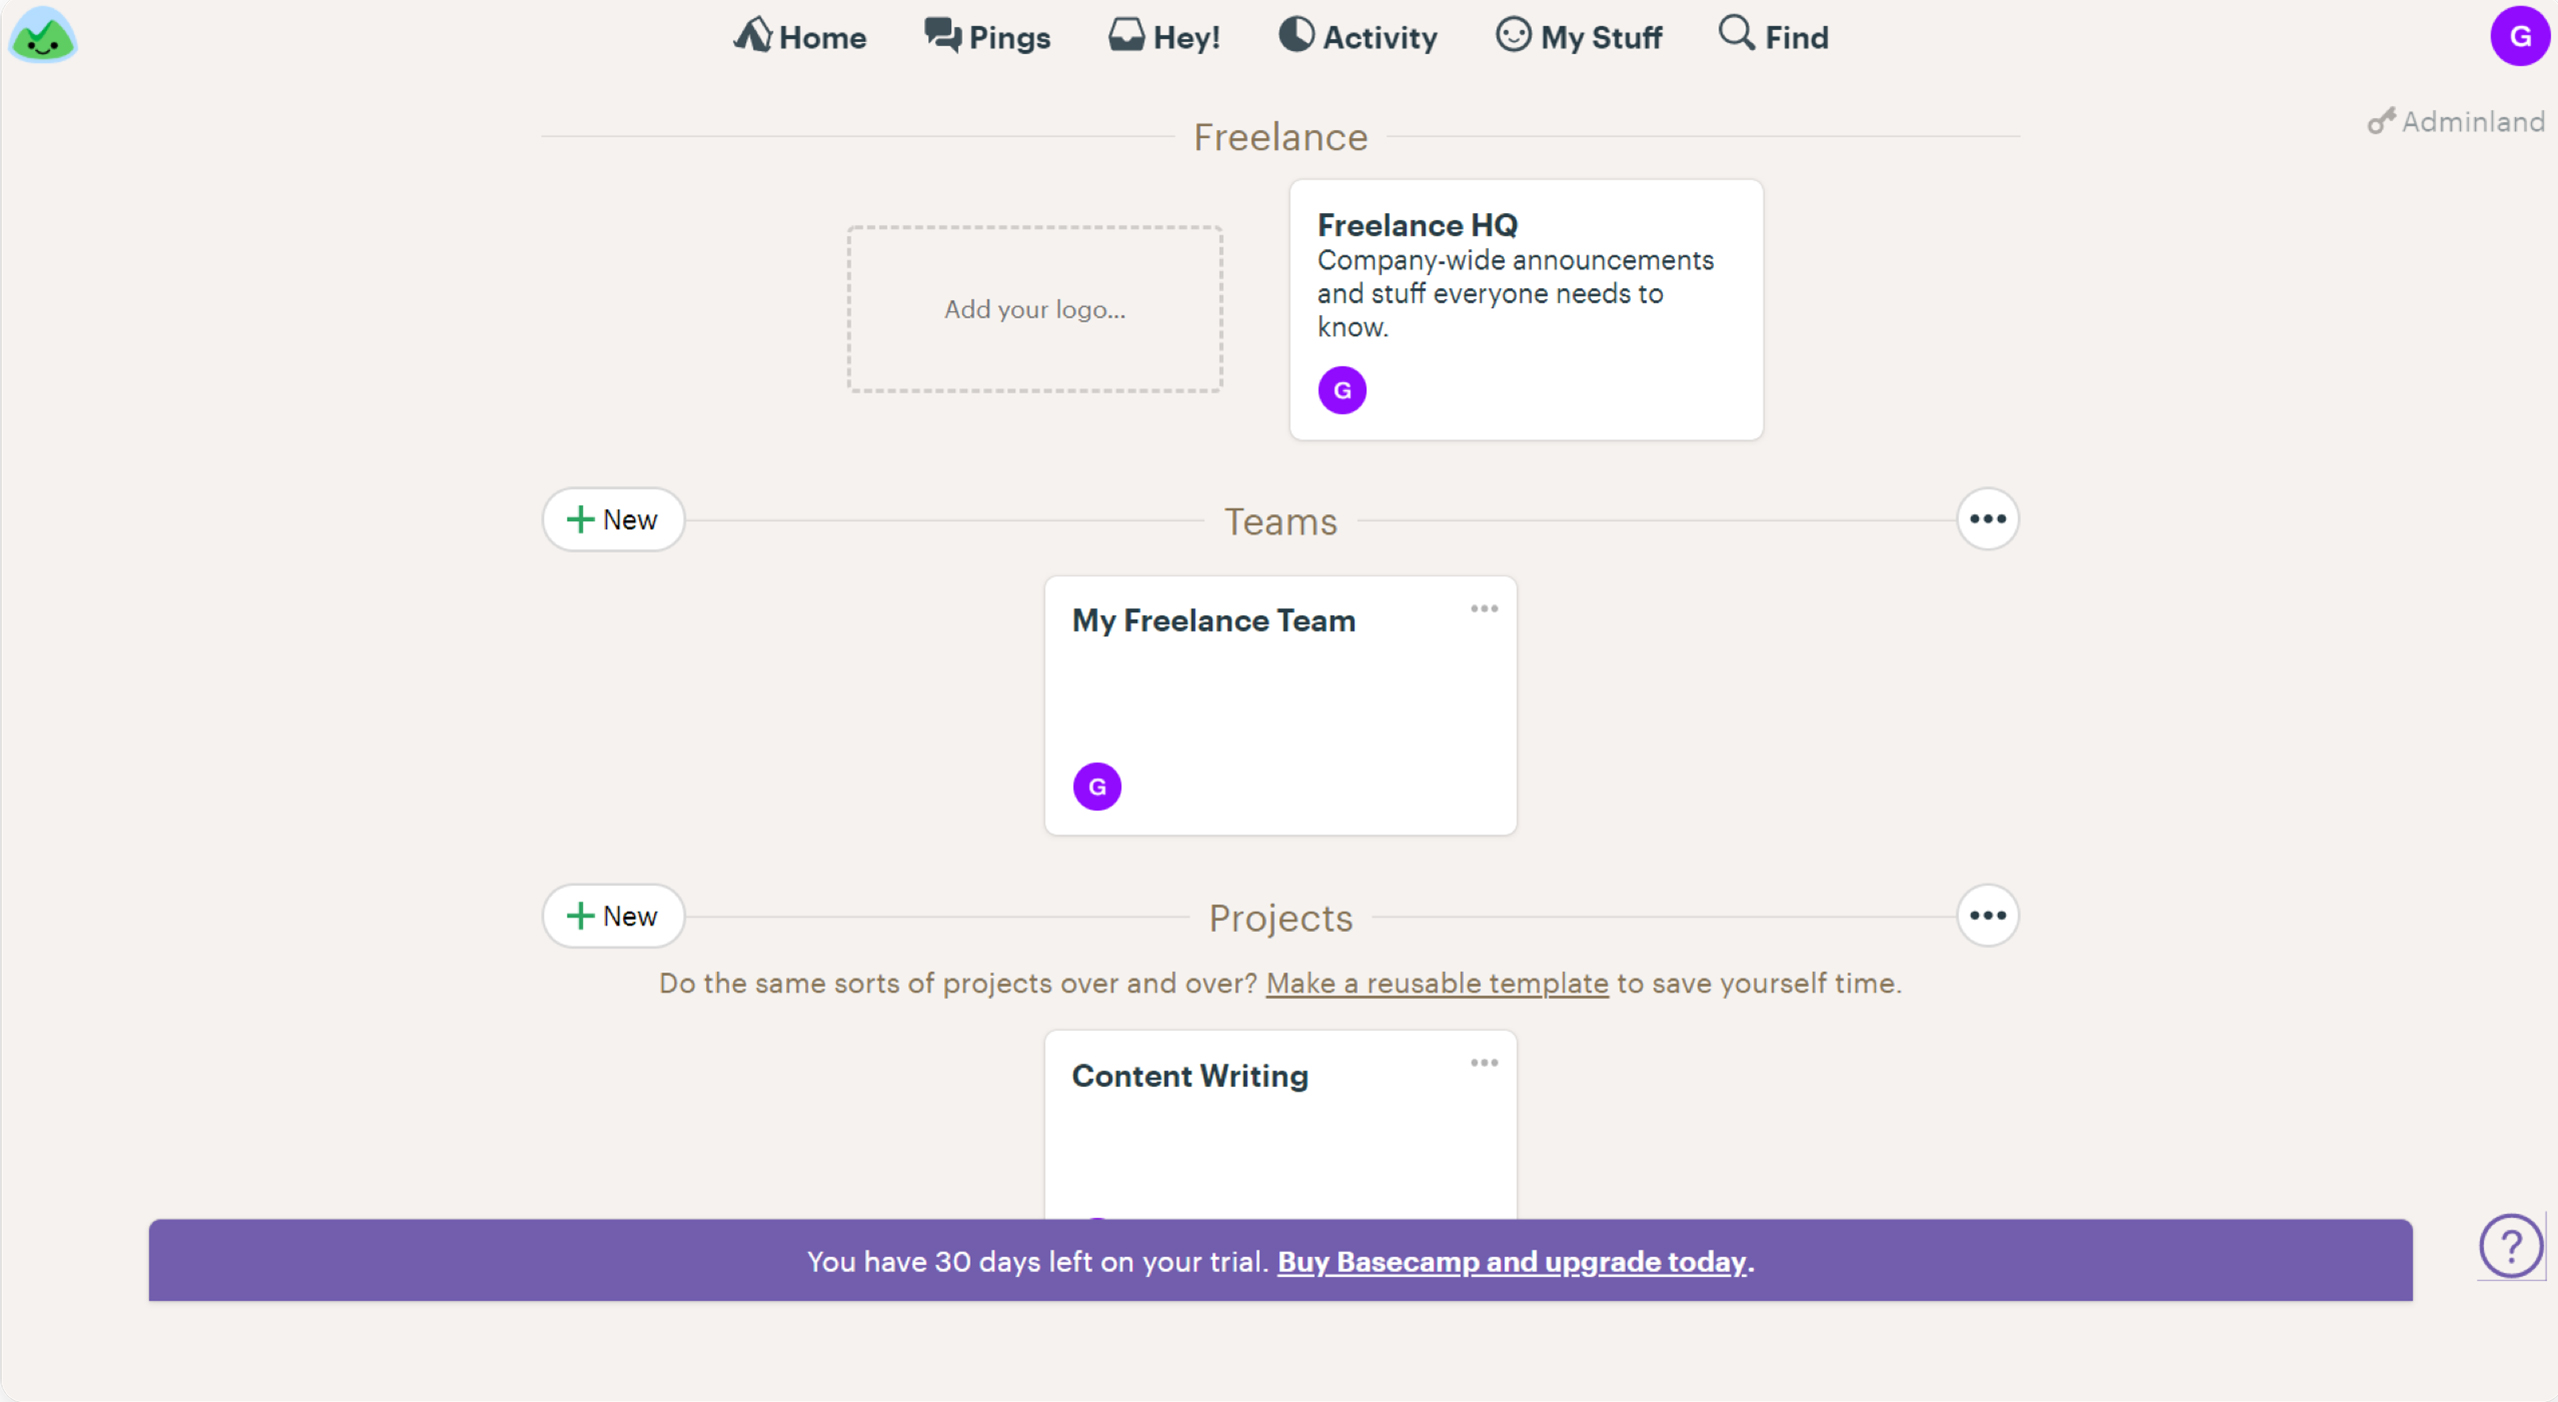 Home Pings Hey! Activity My Stuff Find G
Adminland
Freelance
Add your logo...
Freelance HQ
Company-wide announcements
and stuff everyone needs to
know.
G
New Teams
My Freelance Team
G
New Projects
Do the same sorts of projects over and over? Make a reusable template to save yourself time.
Content Writing
You have 30 days left on your trial. Buy Basecamp and upgrade today.
?